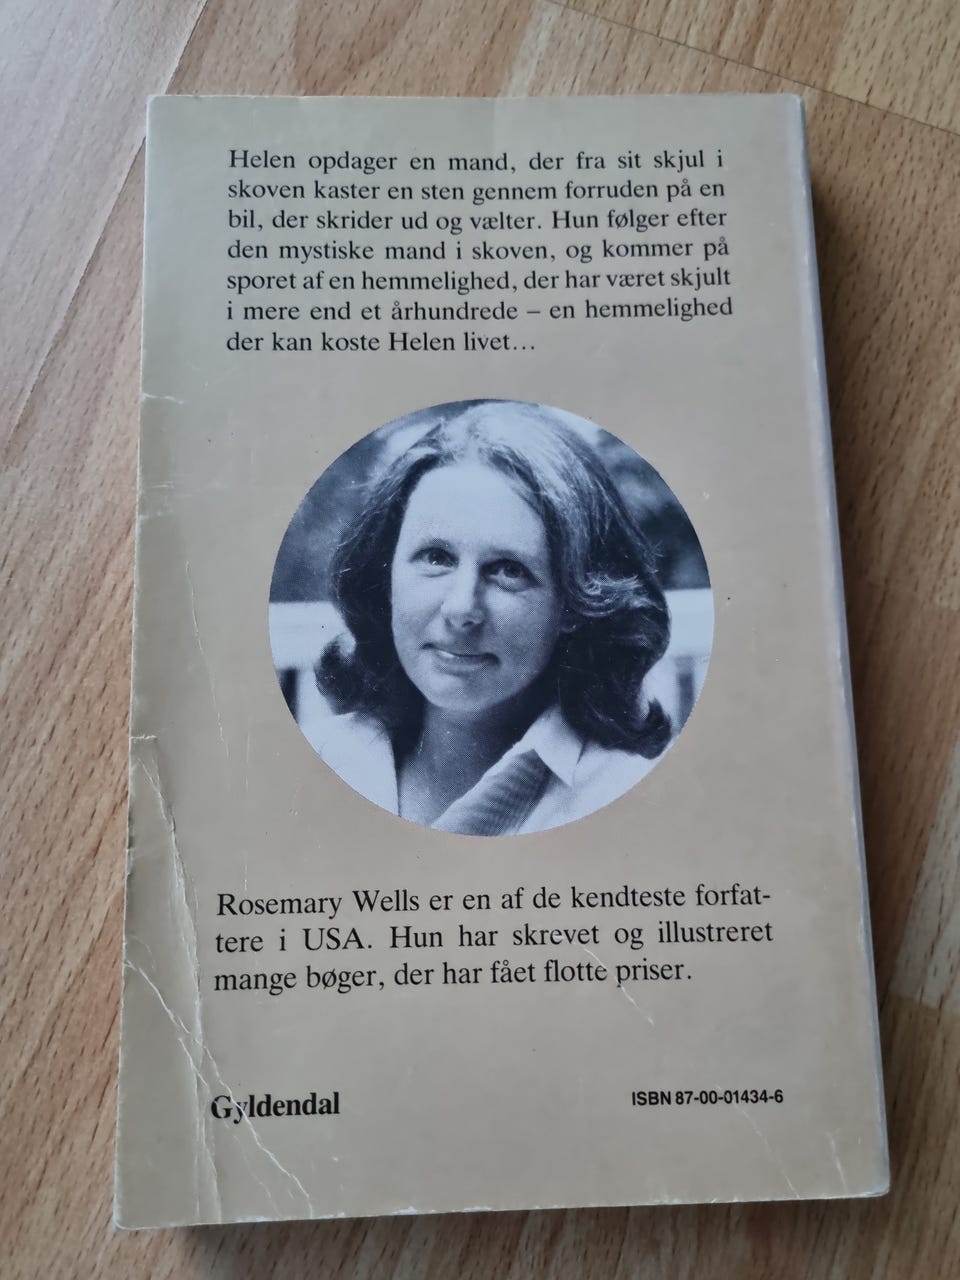 Helen opdager en mand, der fra sit skjul i
skoven kaster en sten gennem forruden på en
bil, der skrider ud og vælter. Hun følger efter
den mystiske mand i skoven, og kommer på
sporet af en hemmelighed, der har været skjult
i mere end et århundrede – en hemmelighed
der kan koste Helen livet...
Rosemary Wells er en af de kendteste forfat-
tere i USA. Hun har skrevet og illustreret
mange bøger, der har fået flotte priser.
Gyldendal
ISBN 87-00-01434-6